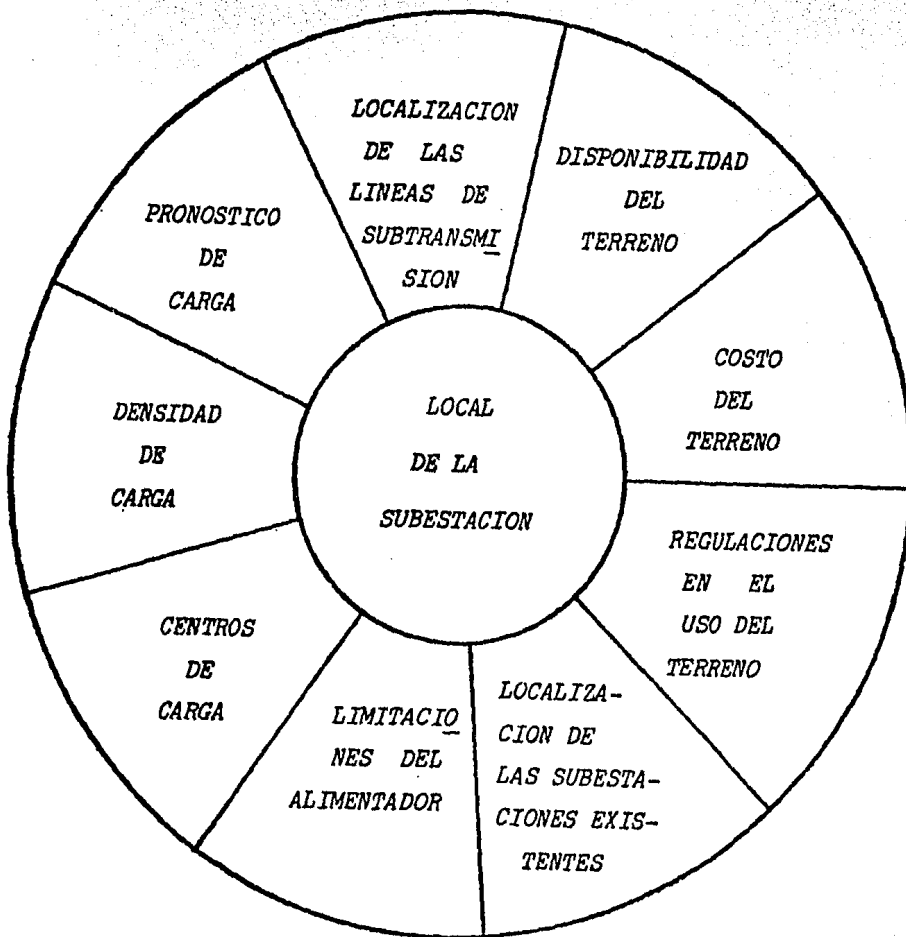 LOCALIZACION
DE LAS
LINEAS DE
SUBTRANSMI
SION
DISPONIBILIDAD
DEL
TERRENO
COSTO
DEL
TERRENO
REGULACIONES
EN EL
USO DEL
TERRENO
LOCALIZA-
CION DE
LAS SUBESTA-
CIONES EXIS-
TENTES
LIMITACIO
NES DEL
ALIMENTADOR
CENTROS
DE
CARGA
DENSIDAD
DE
CARGA
PRONOSTICO
DE
CARGA
LOCAL
DE LA
SUBESTACION